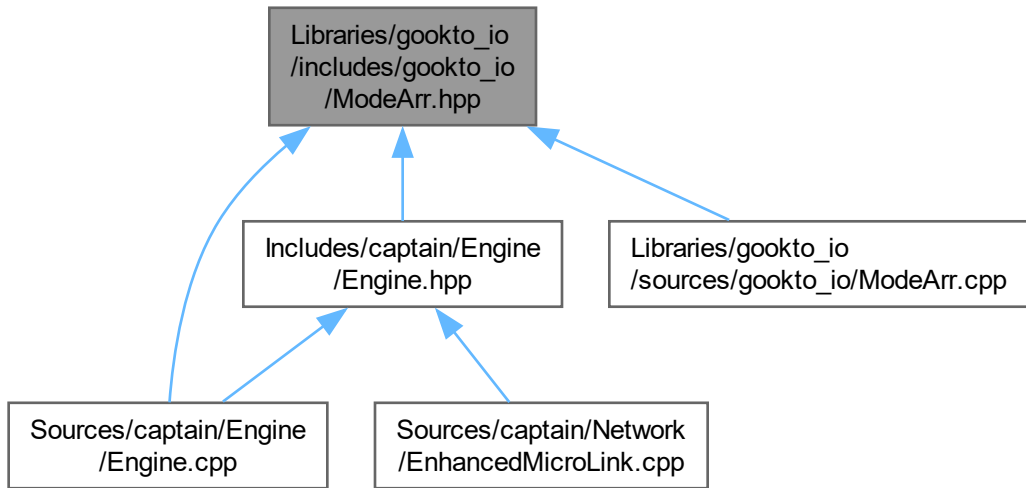 Libraries/gookto_io
/includes/gookto_io
/ModeArr.hpp
Includes/captain/Engine
/Engine.hpp
Libraries/gookto_io
/sources/gookto_io/ModeArr.cpp
Sources/captain/Engine
/Engine.cpp
Sources/captain/Network
/EnhancedMicroLink.cpp